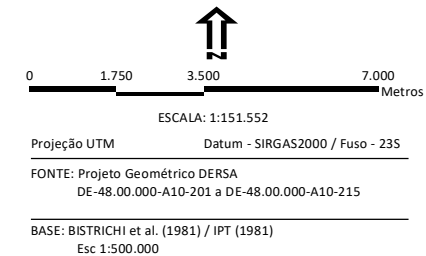 N
0 1.750 3.500 7.000
Metros
ESCALA: 1:151.552
Projeção UTM Datum - SIRGAS2000 / Fuso - 23S
FONTE: Projeto Geométrico DERSA
DE-48.00.000-A10-201 a DE-48.00.000-A10-215
BASE: BISTRICHI et al. (1981) / IPT (1981)
Esc 1:500.000